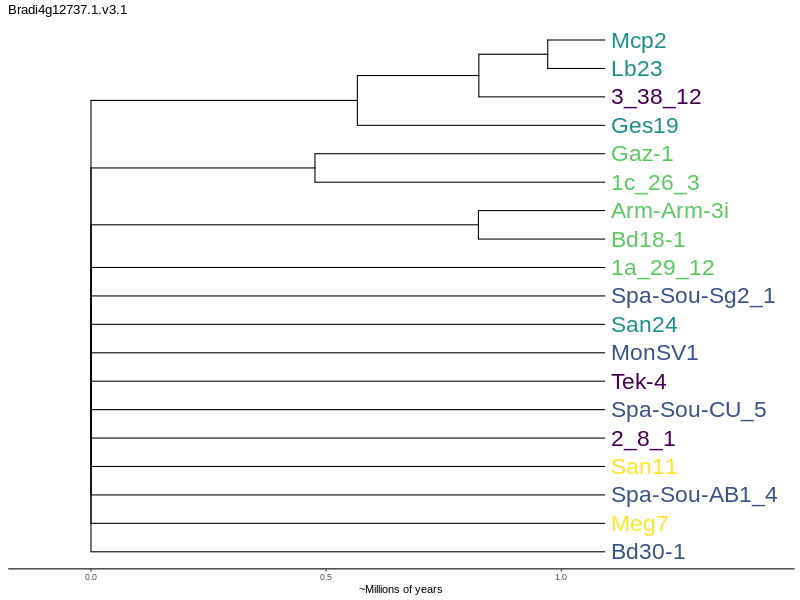 Bradi4g12737.1.v3.1
Mcp2
Lb23
3_38_12
Ges19
Gaz-1
1c_26_3
Arm-Arm-3i
Bd18-1
1a_29_12
Spa-Sou-Sg2_1
San24
MonSV1
Tek-4
Spa-Sou-CU_5
2_8_1
San11
Spa-Sou-AB1_4
Meg7
Bd30-1
0.0 0.5 1.0
~Millions of years